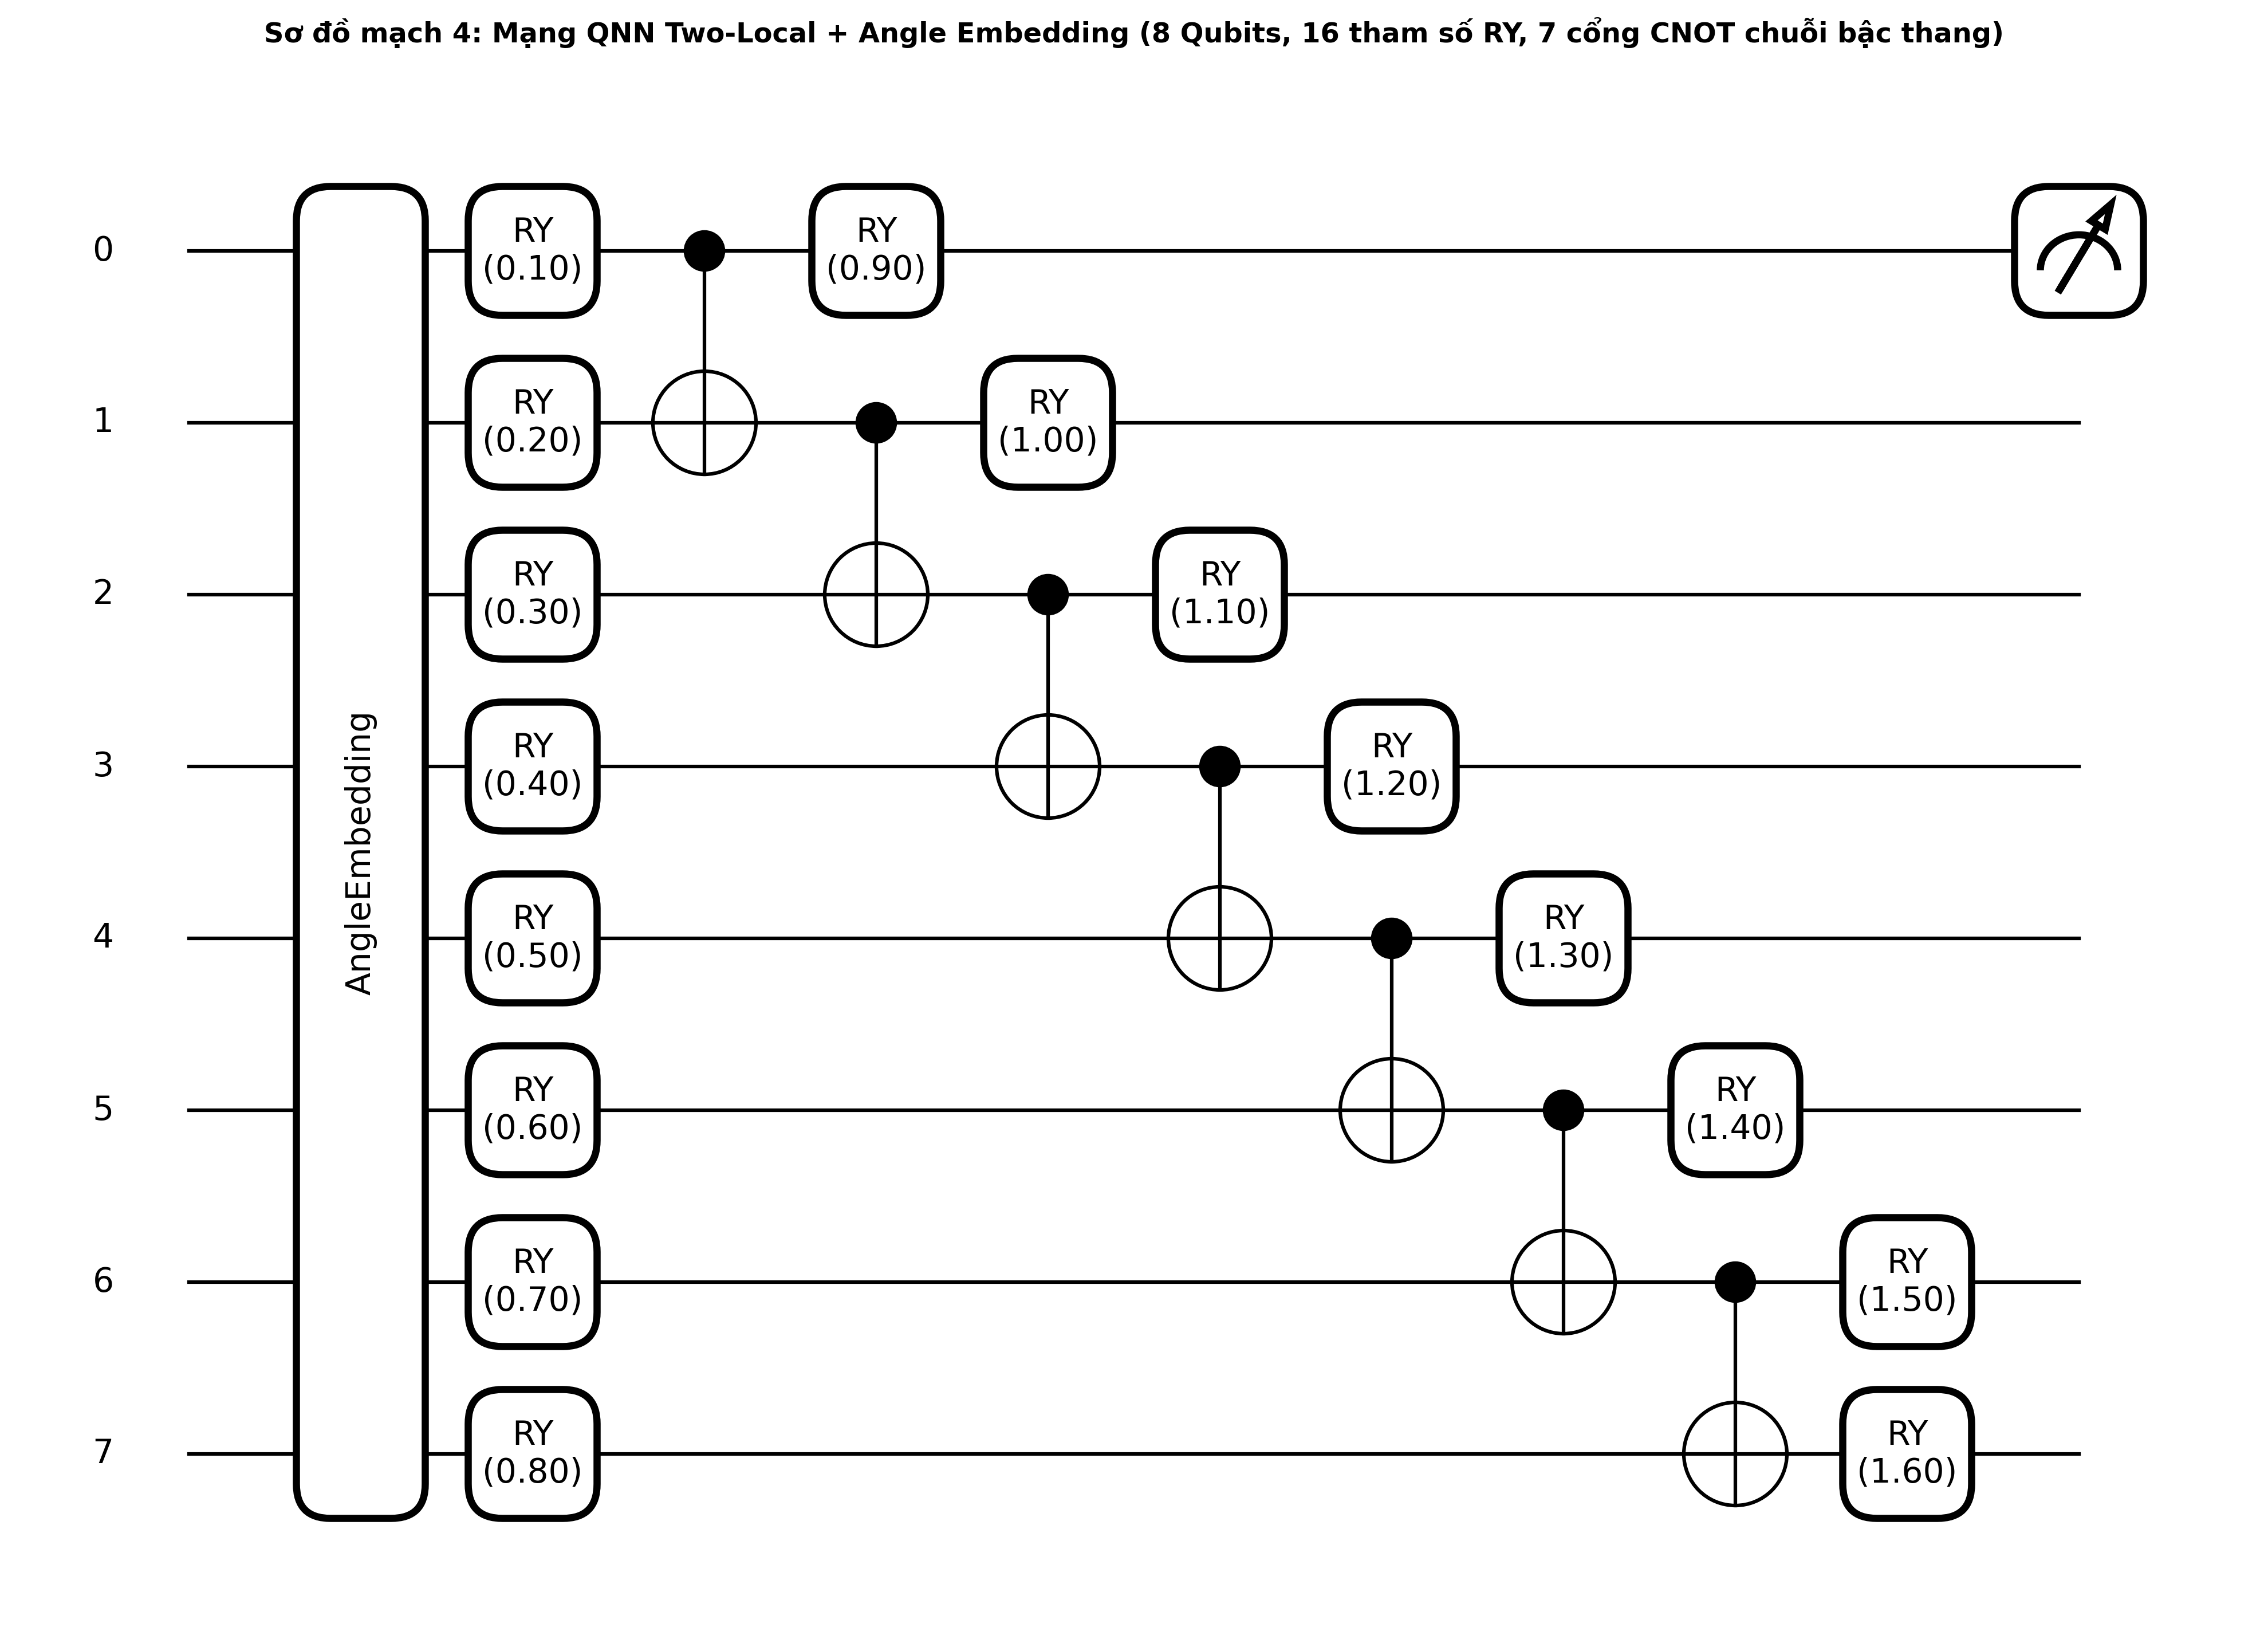 Sơ đồ mạch 4: Mạng QNN Two-Local + Angle Embedding (8 Qubits, 16 tham số RY, 7 cổng CNOT chuỗi bậc thang)
0
RY
(0.10)
RY
(0.90)
1
RY
(0.20)
RY
(1.00)
2
RY
(0.30)
RY
(1.10)
3
RY
(0.40)
RY
(1.20)
AngleEmbedding
4
RY
(0.50)
RY
(1.30)
5
RY
(0.60)
RY
(1.40)
6
RY
(0.70)
RY
(1.50)
7
RY
(0.80)
RY
(1.60)